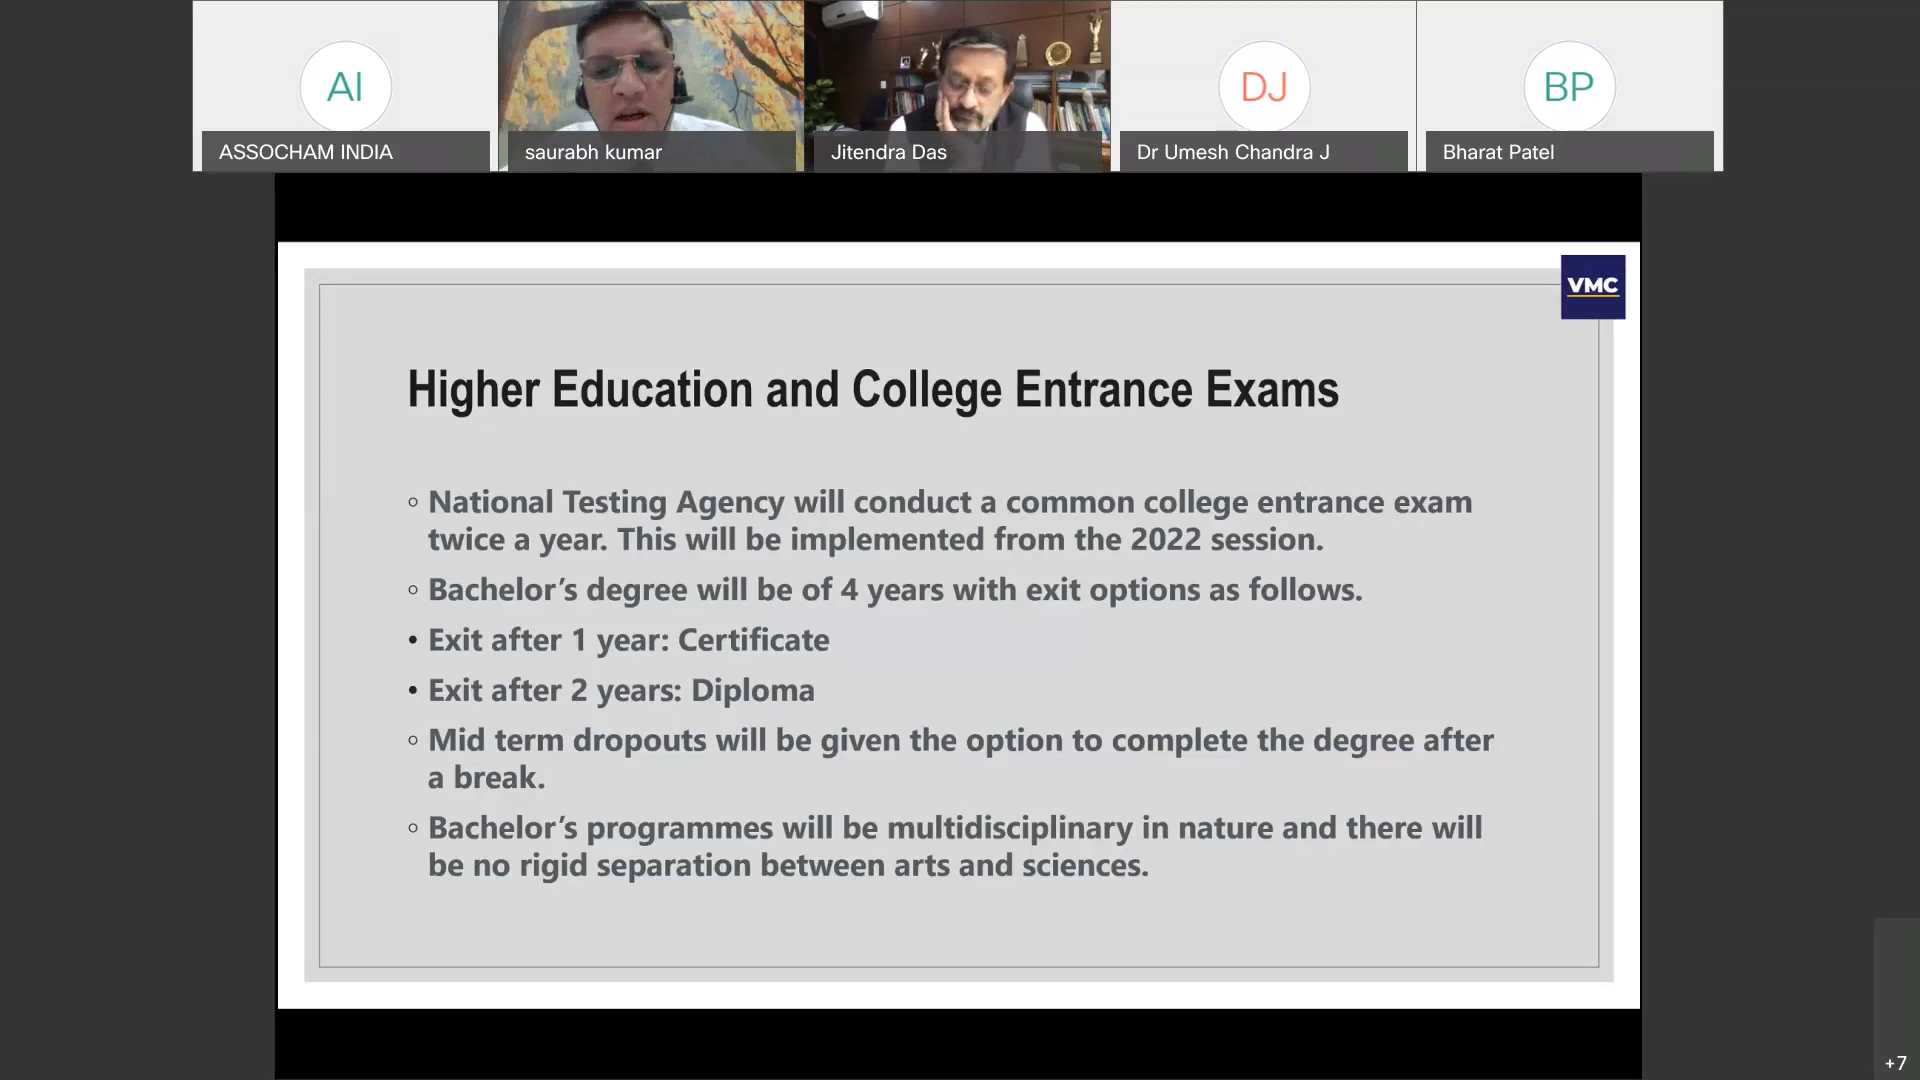 AI
ASSOCHAM INDIA
saurabh kumar
Jitendra Das
DJ
Dr Umesh Chandra J
BP
Bharat Patel
VMC
Higher Education and College Entrance Exams
◦ National Testing Agency will conduct a common college entrance exam
twice a year. This will be implemented from the 2022 session.
◦ Bachelor’s degree will be of 4 years with exit options as follows.
• Exit after 1 year: Certificate
• Exit after 2 years: Diploma
◦ Mid term dropouts will be given the option to complete the degree after
a break.
◦ Bachelor’s programmes will be multidisciplinary in nature and there will
be no rigid separation between arts and sciences.
+7